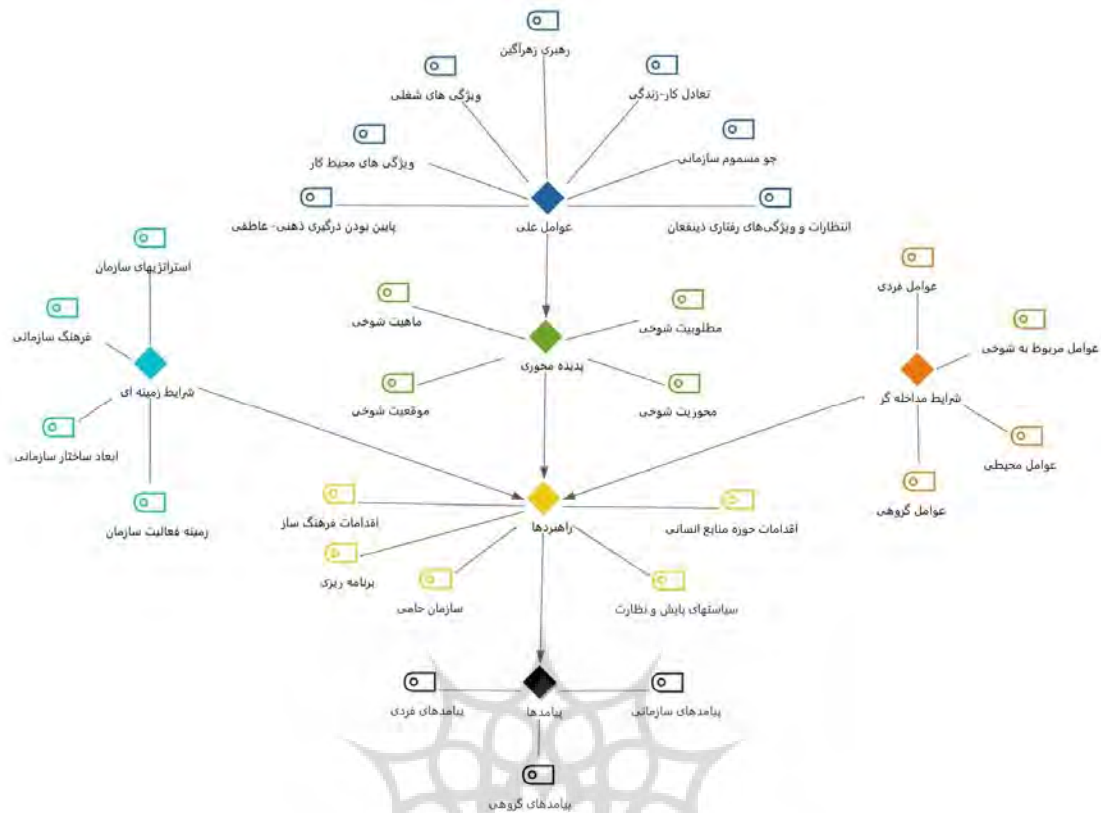 رهبری زهرآگین
ویژگی های شغلی
تعادل کار-زندگی
ویژگی های محیط کار
جو مسموم سازمانی
پایین بودن درگیری ذهنی- عاطفی
عوامل علی
انتظارات و ویژگی‌های رفتاری ذینفعان
استراتژیهای سازمان
عوامل فردی
فرهنگ سازمانی
ماهیت شوخی
مطلوبیت شوخی
عوامل مربوط به شوخی
شرایط زمینه ای
پدیده محوری
شرایط مداخله گر
موقعیت شوخی
محوریت شوخی
ابعاد ساختار سازمانی
عوامل محیطی
زمینه فعالیت سازمان
اقدامات فرهنگ ساز
راهبردها
اقدامات حوزه منابع انسانی
عوامل گروهی
برنامه ریزی
سازمان حامی
سیاستهای پایش و نظارت
پیامدهای فردی
پیامدها
پیامدهای سازمانی
پیامدهای گروهی